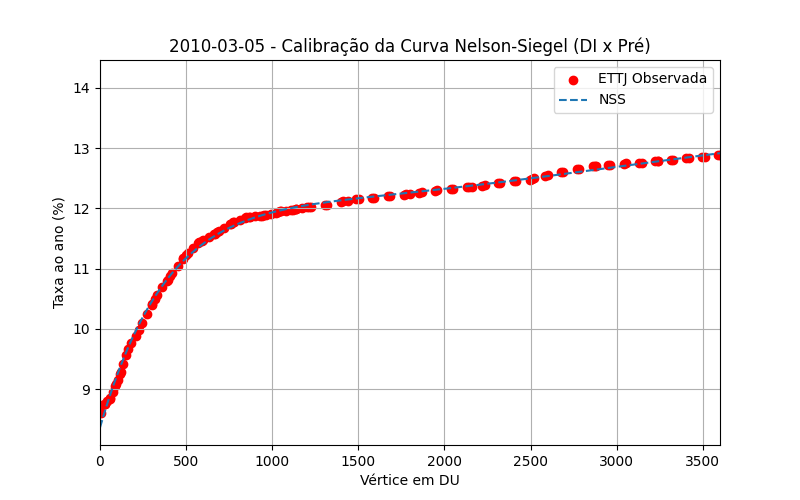 2010-03-05 - Calibração da Curva Nelson-Siegel (DI x Pré)
ETTJ Observada
NSS
Taxa ao ano (%)
14
13
12
11
10
9
0 500 1000 1500 2000 2500 3000 3500
Vértice em DU